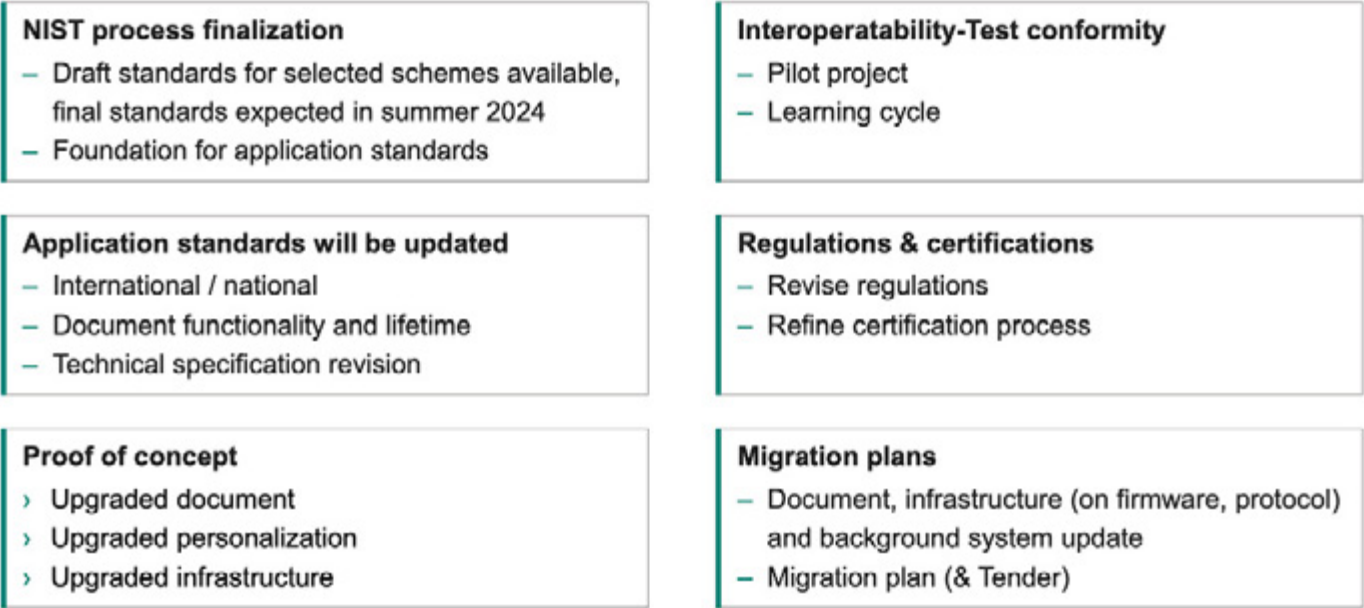 NIST process finalization
– Draft standards for selected schemes available,
final standards expected in summer 2024
– Foundation for application standards
Application standards will be updated
– International / national
– Document functionality and lifetime
– Technical specification revision
Proof of concept
› Upgraded document
› Upgraded personalization
› Upgraded infrastructure
Interoperatability-Test conformity
– Pilot project
– Learning cycle
Regulations & certifications
– Revise regulations
– Refine certification process
Migration plans
– Document, infrastructure (on firmware, protocol)
and background system update
– Migration plan (& Tender)